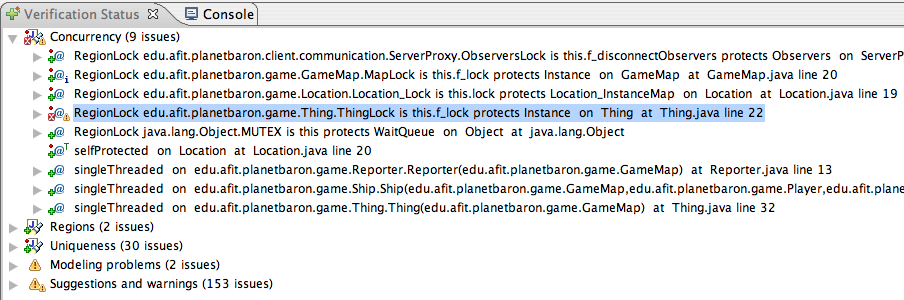 Verification Status Console
Concurrency (9 issues)
RegionLock edu.afit.planetbaron.client.communication.ServerProxy.ObserversLock is this.f_disconnectObservers protects Observers on ServerP
RegionLock edu.afit.planetbaron.game.GameMap.MapLock is this.f_lock protects Instance on GameMap at GameMap.java line 20
RegionLock edu.afit.planetbaron.game.Location.Location_Lock is this.lock protects Location_InstanceMap on Location at Location.java line 19
RegionLock edu.afit.planetbaron.game.Thing.ThingLock is this.f_lock protects Instance on Thing at Thing.java line 22
RegionLock java.lang.Object.MUTEX is this protects WaitQueue on Object at java.lang.Object
selfProtected on Location at Location.java line 20
singleThreaded on edu.afit.planetbaron.game.Reporter.Reporter(edu.afit.planetbaron.game.GameMap) at Reporter.java line 13
singleThreaded on edu.afit.planetbaron.game.Ship.Ship(edu.afit.planetbaron.game.GameMap,edu.afit.planetbaron.game.Player,edu.afit.plane
singleThreaded on edu.afit.planetbaron.game.Thing.Thing(edu.afit.planetbaron.game.GameMap) at Thing.java line 32
Regions (2 issues)
Uniqueness (30 issues)
Modeling problems (2 issues)
Suggestions and warnings (153 issues)